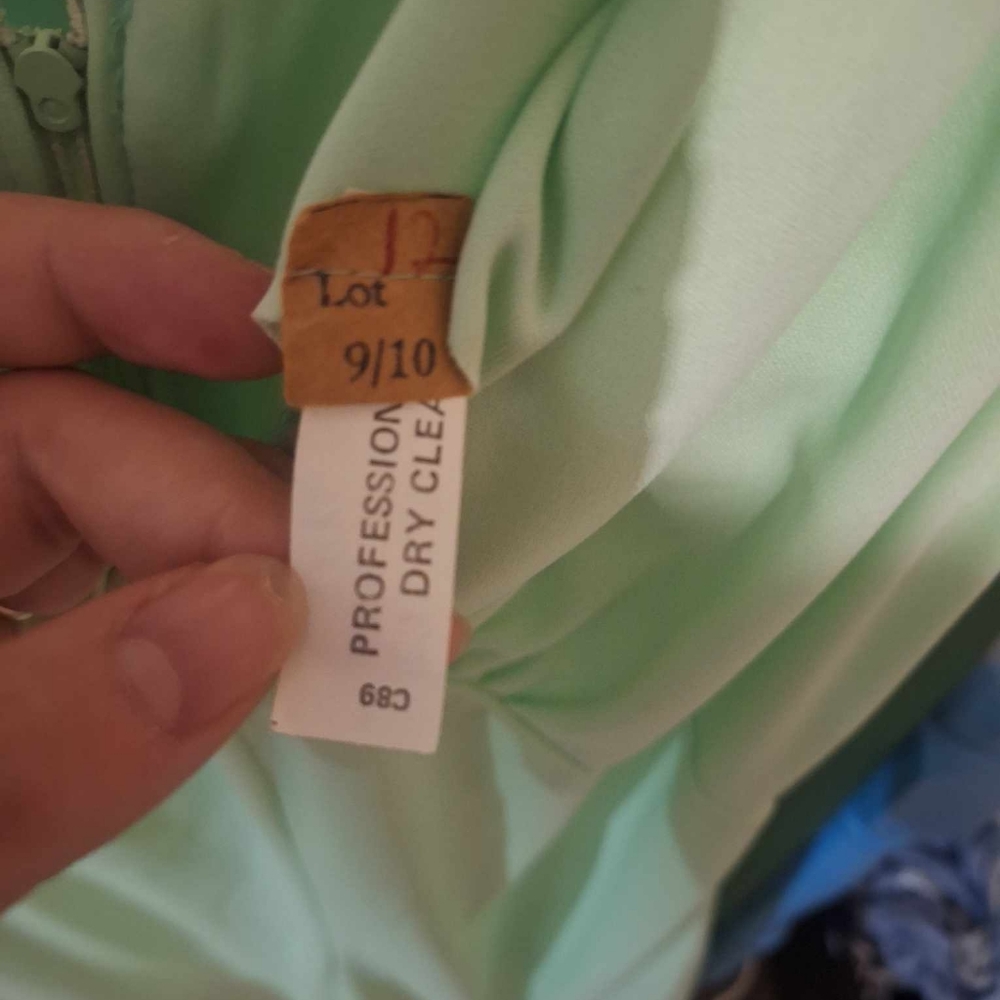 12
Lot
9/10
PROFESSION
DRY CLEA
C89